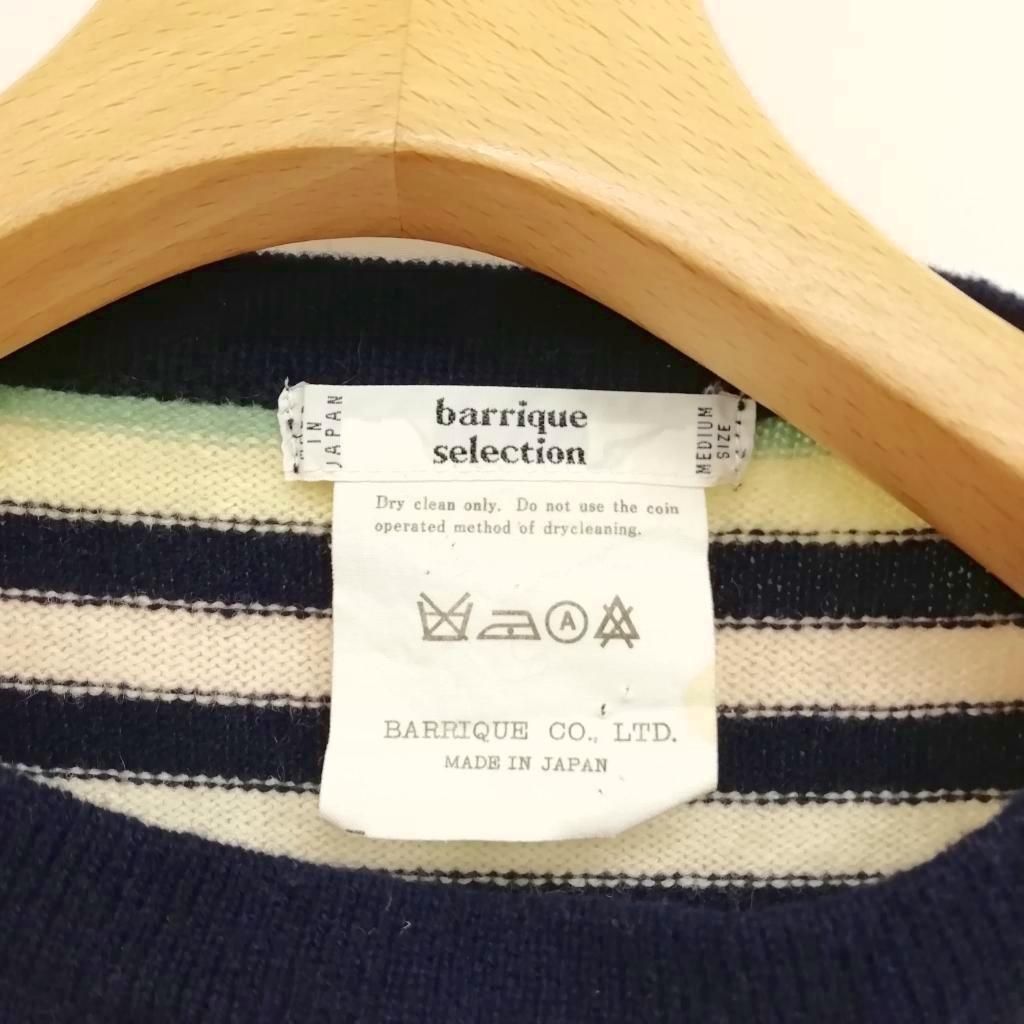 barrique
selection
IN
JAPAN
MEDIUM
SIZE
Dry clean only. Do not use the coin
operated method of drycleaning.
A
BARRIQUE CO., LTD.
MADE IN JAPAN